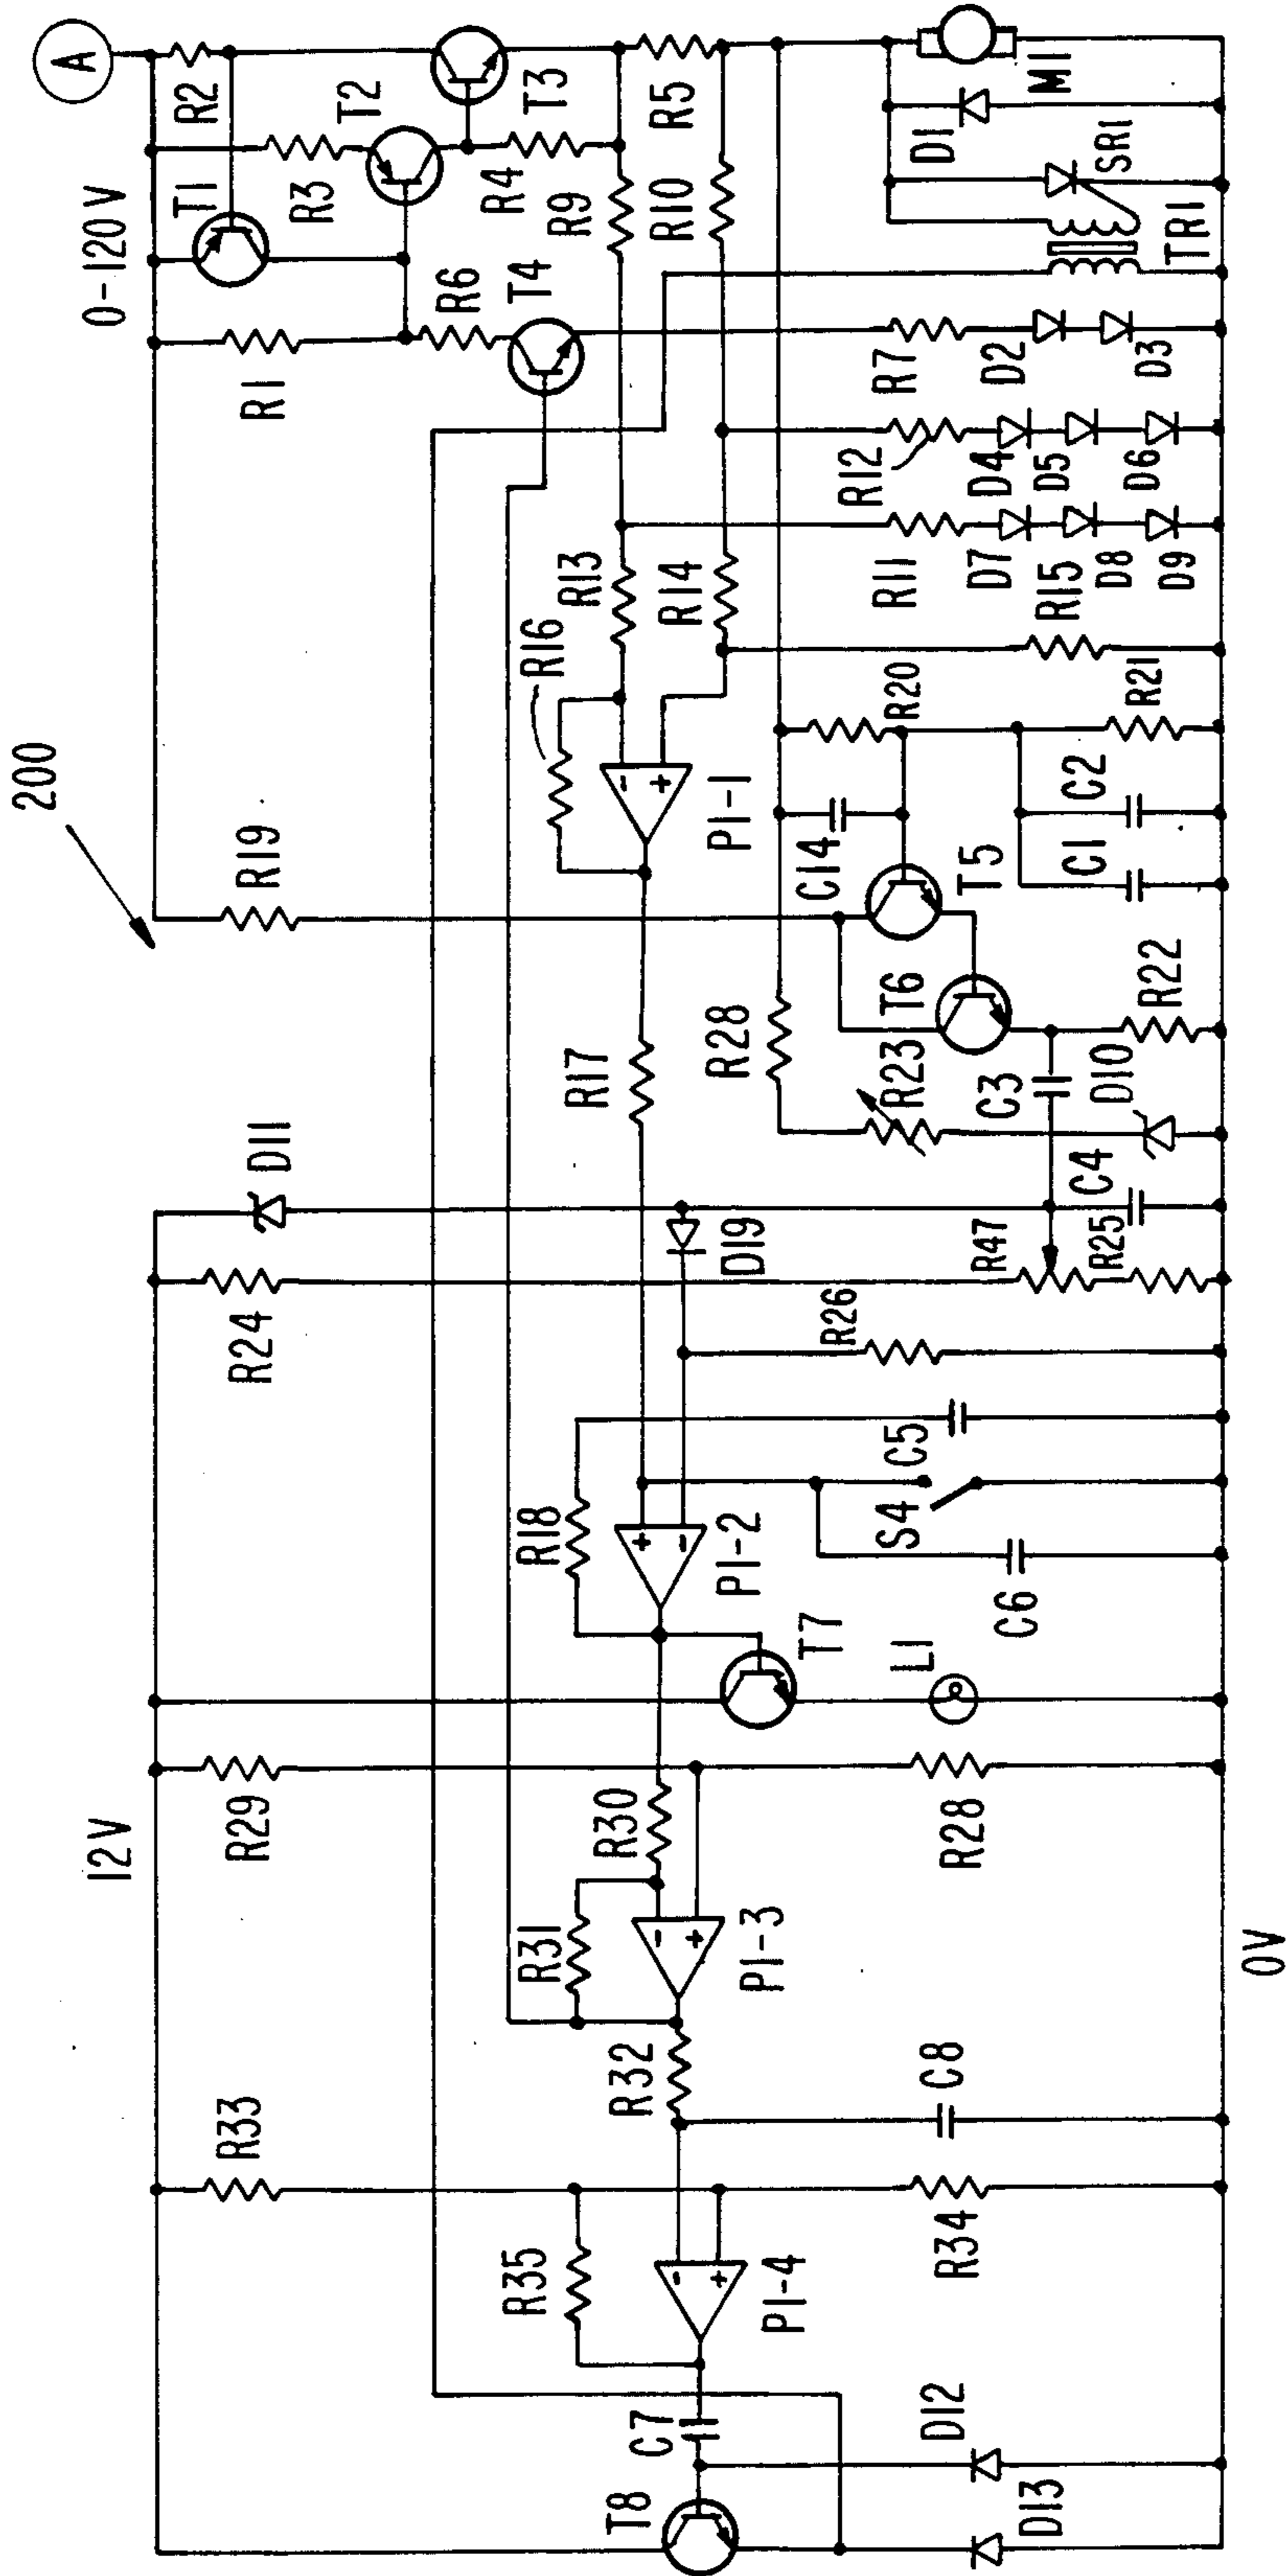 200
A
12V
0-120V
R33
R29
R24
D11
R19
R1
T1
R2
R3
T2
R6
T4
R4
T3
R35
R31
R18
R16
R13
R9
T8
C7
R32
R30
R17
R14
R10
R5
P1-4
P1-3
P1-2
D19
R28
P1-1
T7
C14
R26
R23
T6
R20
R11
R12
R7
L1
S4
C5
T5
D13
D12
R34
C8
R28
C6
R47
C3
D7
D4
D2
D1
M1
R25
C4
D10
R22
C1
C2
R21
R15
D8
D5
SR1
D9
D6
D3
TR1
0V